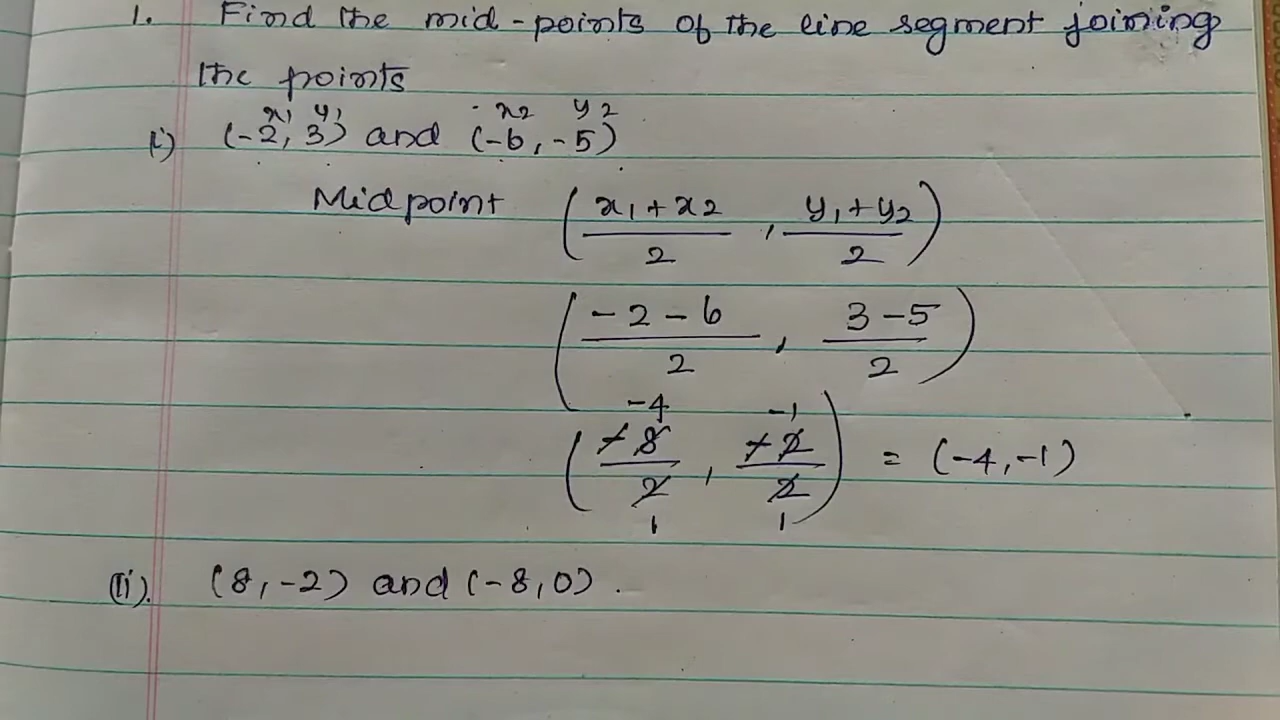 1. Find the mid-points of the line segment joining
the points
x1 y1 x2 y2
(i) (-2, 3) and (-6, -5)
Midpoint ( x1 + x2 / 2 , y1 + y2 / 2 )
( -2 - 6 / 2 , 3 - 5 / 2 )
-4 -1
( -8 / 2 , -2 / 2 ) = (-4, -1)
1 1
(ii). (8, -2) and (-8, 0).